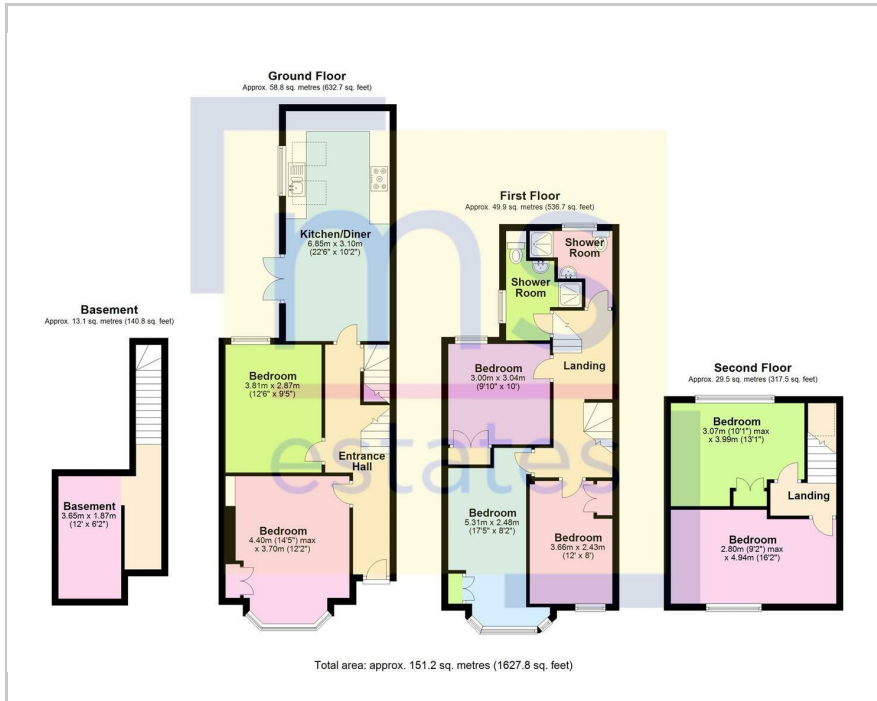 Ground Floor
Approx. 58.8 sq. metres (632.7 sq. feet)
Kitchen/Diner
6.85m x 3.10m
(22'6" x 10'2")
Bedroom
3.81m x 2.87m
(12'6" x 9'5")
Entrance
Hall
Bedroom
4.40m (14'5") max
x 3.70m (12'2")
First Floor
Approx. 49.9 sq. metres (536.7 sq. feet)
Shower
Room
Shower
Room
Bedroom
3.00m x 3.04m
(9'10" x 10')
Landing
Bedroom
5.31m x 2.48m
(17'5" x 8'2")
Bedroom
3.66m x 2.43m
(12' x 8')
Basement
Approx. 13.1 sq. metres (140.8 sq. feet)
Basement
3.65m x 1.87m
(12' x 6'2")
Second Floor
Approx. 29.5 sq. metres (317.5 sq. feet)
Bedroom
3.07m (10'1") max
x 3.99m (13'1")
Landing
Bedroom
2.80m (9'2") max
x 4.94m (16'2")
ms
estates
Total area: approx. 151.2 sq. metres (1627.8 sq. feet)